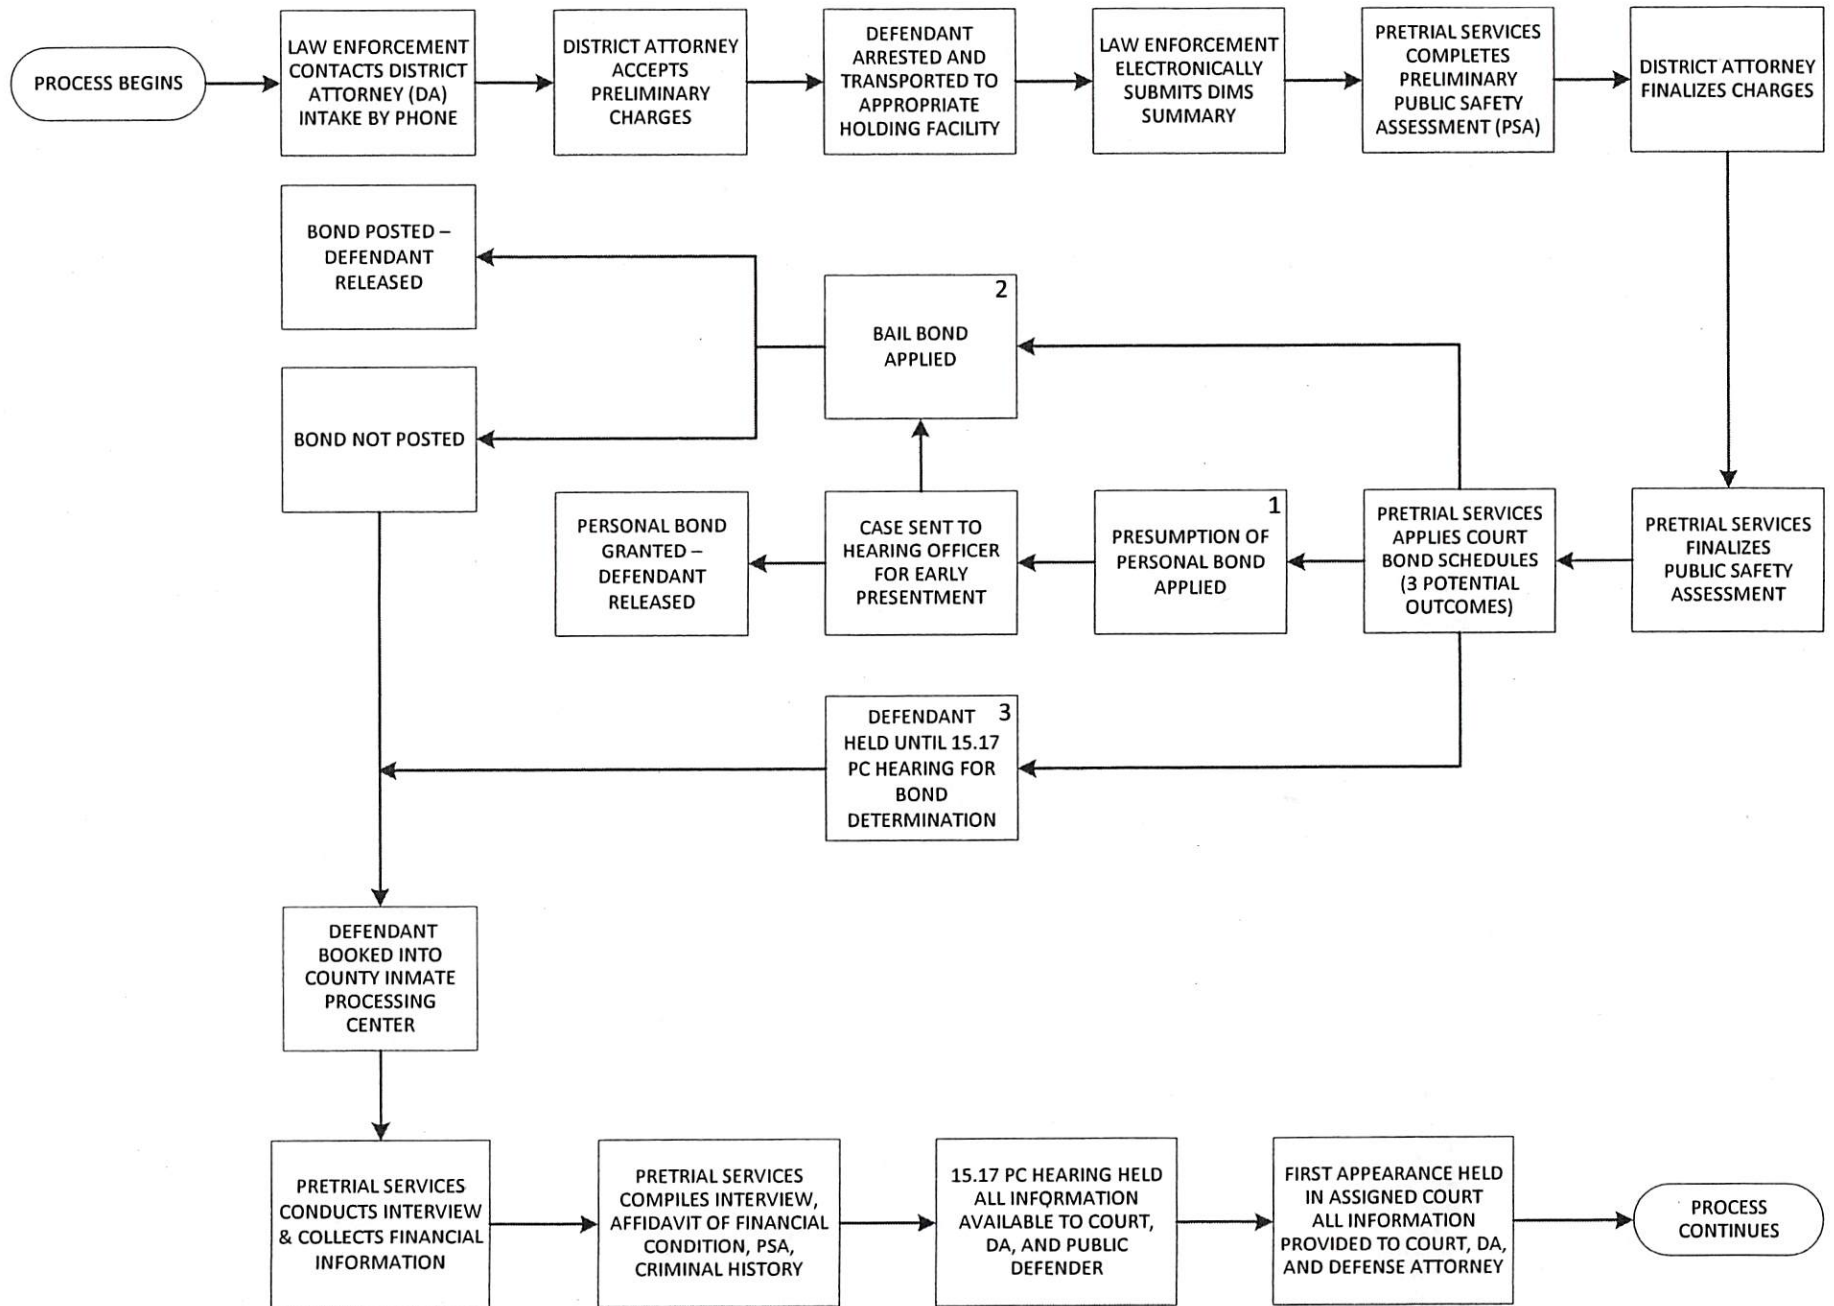 PROCESS BEGINS
LAW ENFORCEMENT
CONTACTS DISTRICT
ATTORNEY (DA)
INTAKE BY PHONE
DISTRICT ATTORNEY
ACCEPTS
PRELIMINARY
CHARGES
DEFENDANT
ARRESTED AND
TRANSPORTED TO
APPROPRIATE
HOLDING FACILITY
LAW ENFORCEMENT
ELECTRONICALLY
SUBMITS DIMS
SUMMARY
PRETRIAL SERVICES
COMPLETES
PRELIMINARY
PUBLIC SAFETY
ASSESSMENT (PSA)
DISTRICT ATTORNEY
FINALIZES CHARGES
BOND POSTED –
DEFENDANT
RELEASED
2
BAIL BOND
APPLIED
BOND NOT POSTED
PERSONAL BOND
GRANTED –
DEFENDANT
RELEASED
CASE SENT TO
HEARING OFFICER
FOR EARLY
PRESENTMENT
1
PRESUMPTION OF
PERSONAL BOND
APPLIED
PRETRIAL SERVICES
APPLIES COURT
BOND SCHEDULES
(3 POTENTIAL
OUTCOMES)
PRETRIAL SERVICES
FINALIZES
PUBLIC SAFETY
ASSESSMENT
DEFENDANT 3
HELD UNTIL 15.17
PC HEARING FOR
BOND
DETERMINATION
DEFENDANT
BOOKED INTO
COUNTY INMATE
PROCESSING
CENTER
PRETRIAL SERVICES
CONDUCTS INTERVIEW
& COLLECTS FINANCIAL
INFORMATION
PRETRIAL SERVICES
COMPILES INTERVIEW,
AFFIDAVIT OF FINANCIAL
CONDITION, PSA,
CRIMINAL HISTORY
15.17 PC HEARING HELD
ALL INFORMATION
AVAILABLE TO COURT,
DA, AND PUBLIC
DEFENDER
FIRST APPEARANCE HELD
IN ASSIGNED COURT
ALL INFORMATION
PROVIDED TO COURT, DA,
AND DEFENSE ATTORNEY
PROCESS
CONTINUES